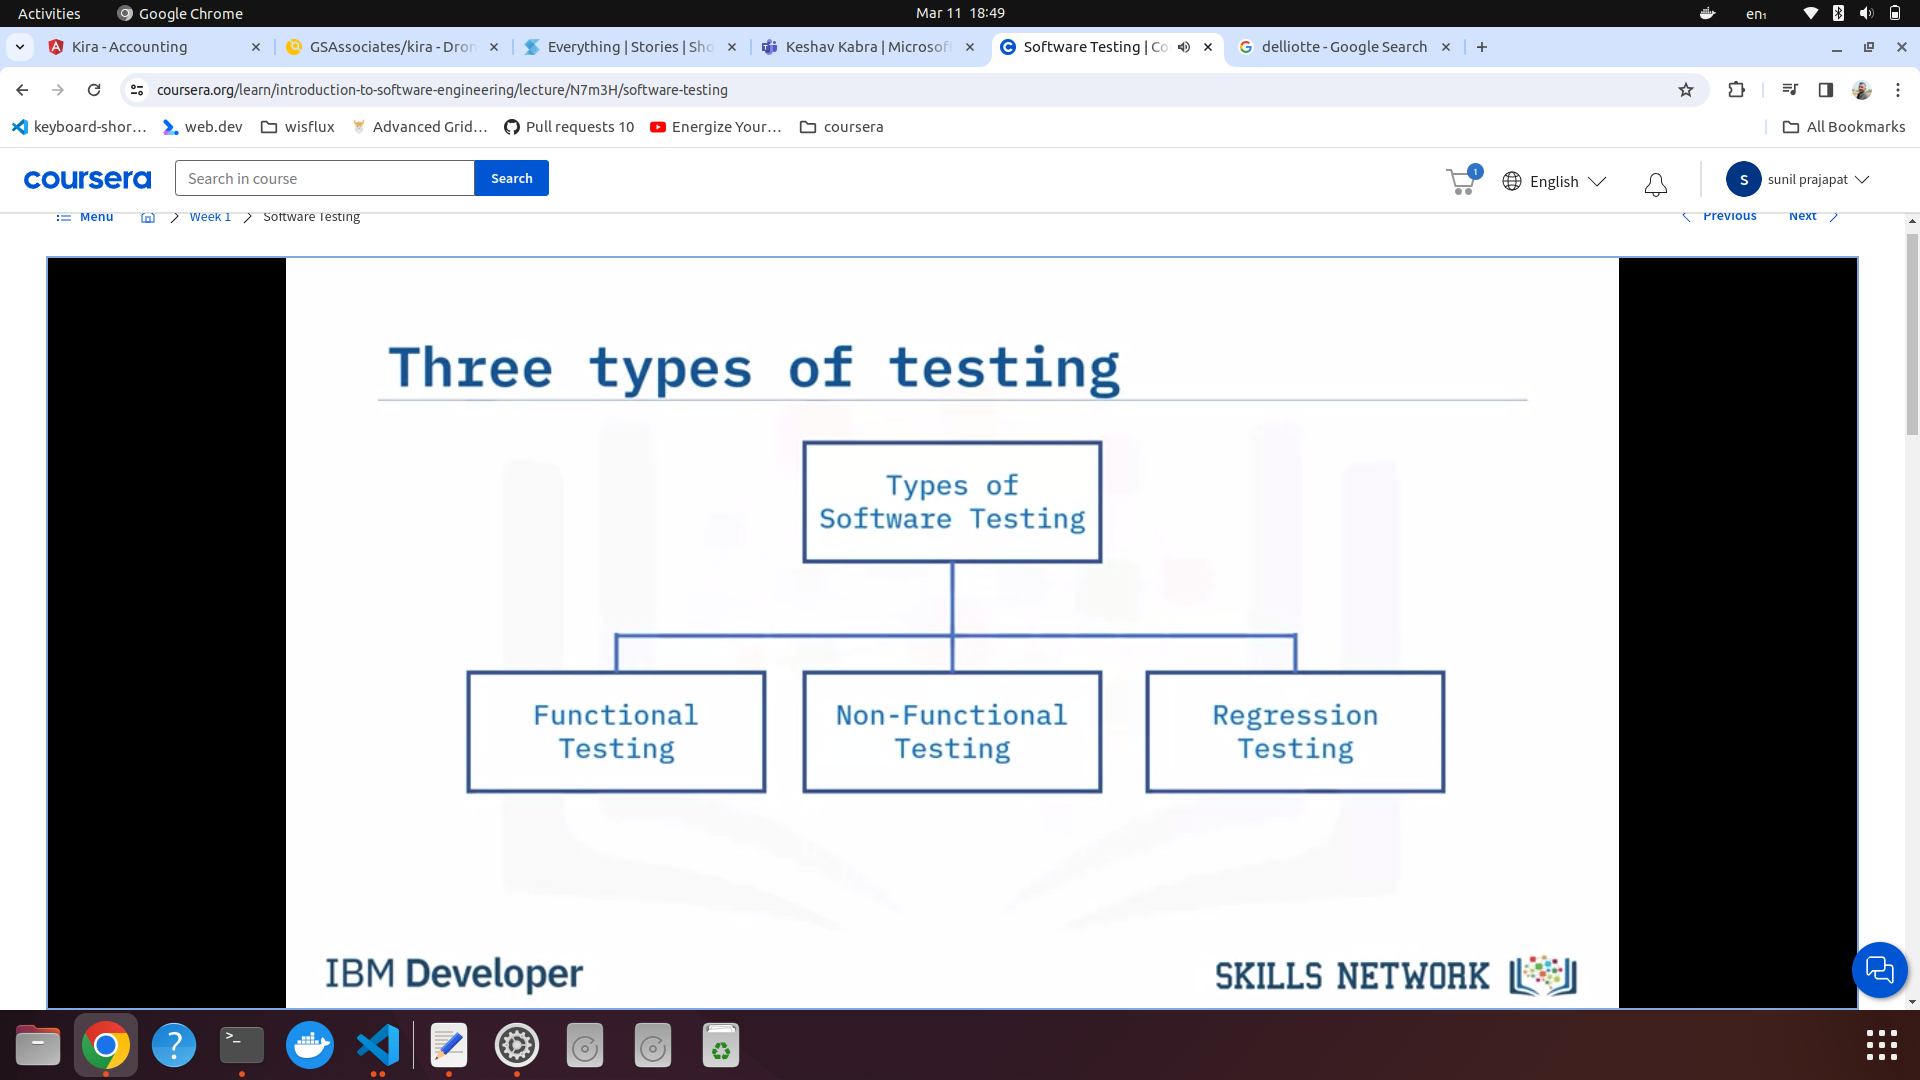 Activities Google Chrome Mar 11 18:49 en₁
Kira - Accounting GSAssociates/kira - Dron Everything | Stories | Sho Keshav Kabra | Microsof Software Testing | Co delliotte - Google Search
coursera.org/learn/introduction-to-software-engineering/lecture/N7m3H/software-testing
keyboard-shor... web.dev wisflux Advanced Grid... Pull requests 10 Energize Your... coursera All Bookmarks
coursera Search in course Search 1 English S sunil prajapat
Menu Week 1 Software Testing Previous Next
Three types of testing
Types of
Software Testing
Functional
Testing
Non-Functional
Testing
Regression
Testing
IBM Developer
SKILLS NETWORK